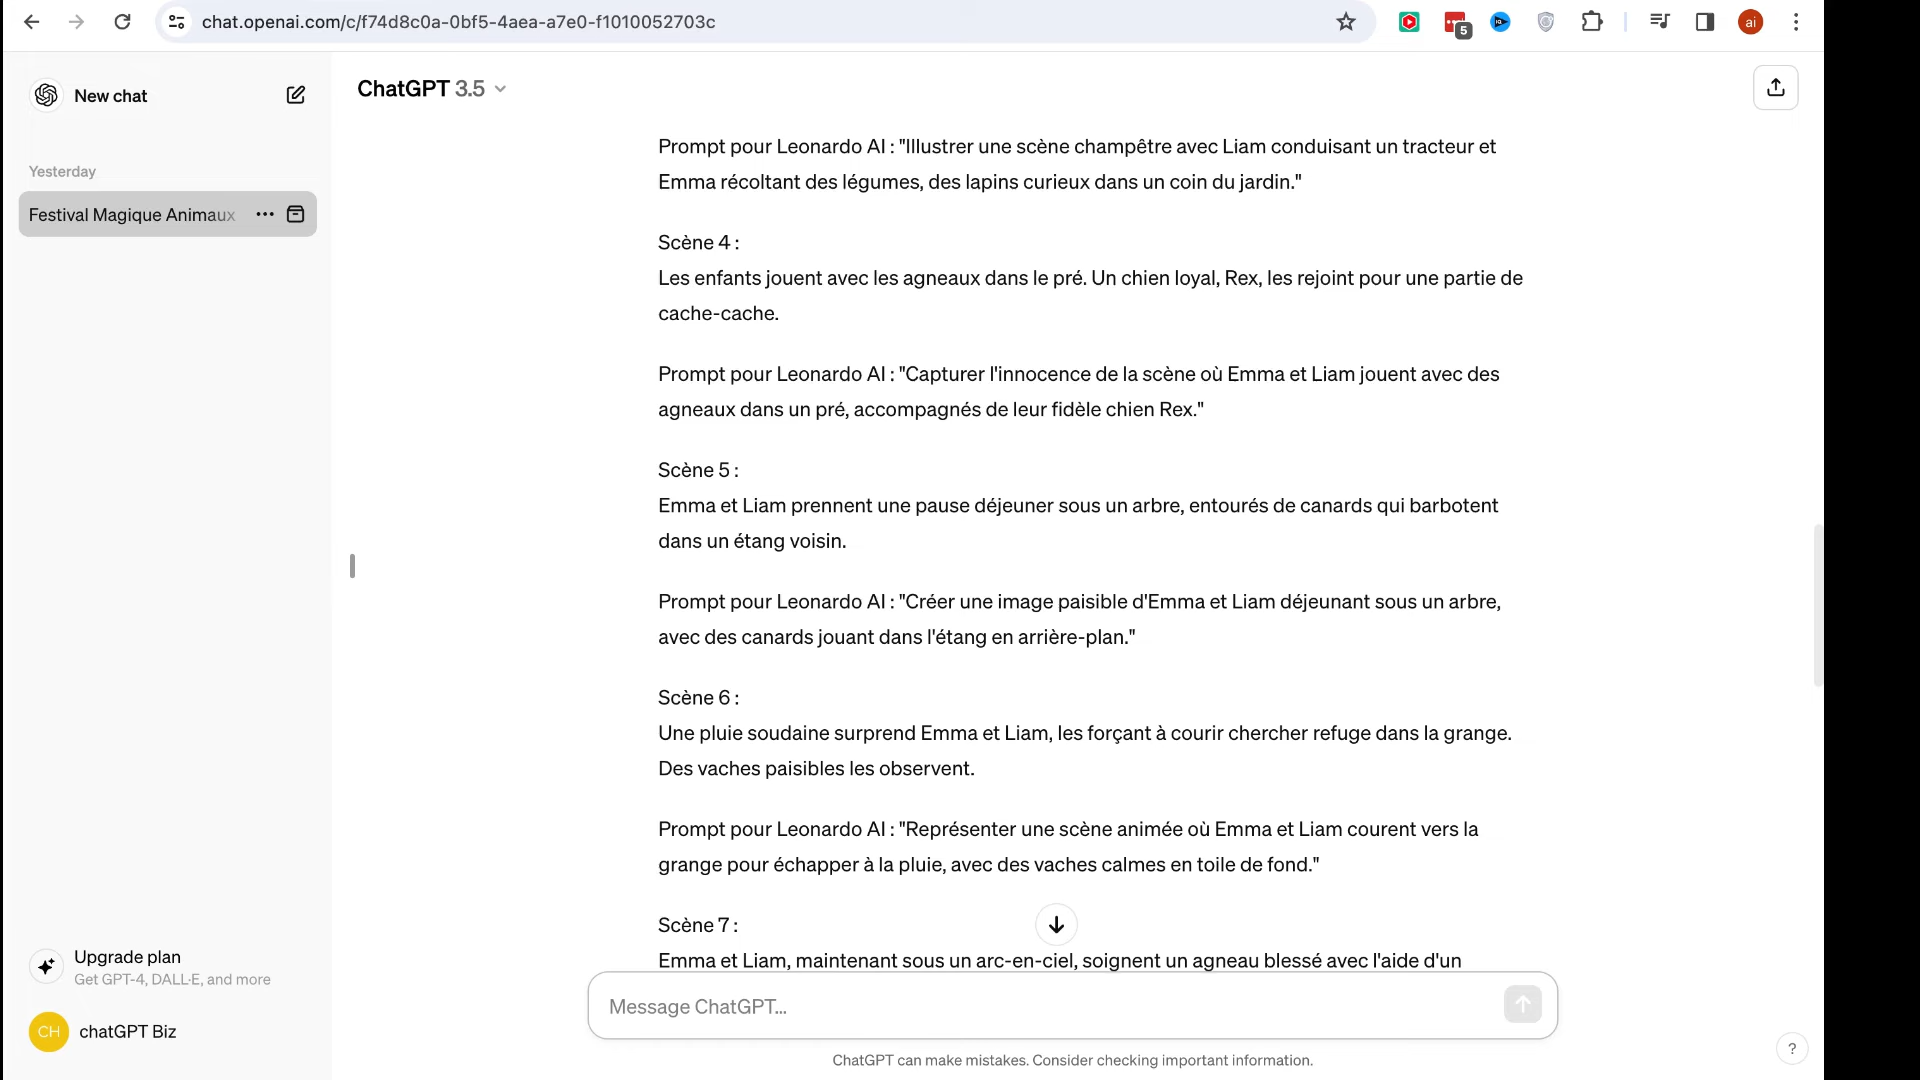 chat.openai.com/c/f74d8c0a-0bf5-4aea-a7e0-f1010052703c
5
ai
New chat
ChatGPT 3.5
Yesterday
Festival Magique Animaux
Prompt pour Leonardo AI : "Illustrer une scène champêtre avec Liam conduisant un tracteur et
Emma récoltant des légumes, des lapins curieux dans un coin du jardin."
Scène 4 :
Les enfants jouent avec les agneaux dans le pré. Un chien loyal, Rex, les rejoint pour une partie de
cache-cache.
Prompt pour Leonardo AI : "Capturer l'innocence de la scène où Emma et Liam jouent avec des
agneaux dans un pré, accompagnés de leur fidèle chien Rex."
Scène 5 :
Emma et Liam prennent une pause déjeuner sous un arbre, entourés de canards qui barbotent
dans un étang voisin.
Prompt pour Leonardo AI : "Créer une image paisible d'Emma et Liam déjeunant sous un arbre,
avec des canards jouant dans l'étang en arrière-plan."
Scène 6 :
Une pluie soudaine surprend Emma et Liam, les forçant à courir chercher refuge dans la grange.
Des vaches paisibles les observent.
Prompt pour Leonardo AI : "Représenter une scène animée où Emma et Liam courent vers la
grange pour échapper à la pluie, avec des vaches calmes en toile de fond."
Scène 7 :
Emma et Liam, maintenant sous un arc-en-ciel, soignent un agneau blessé avec l'aide d'un
Upgrade plan
Get GPT-4, DALL·E, and more
CH
chatGPT Biz
Message ChatGPT...
ChatGPT can make mistakes. Consider checking important information.
?